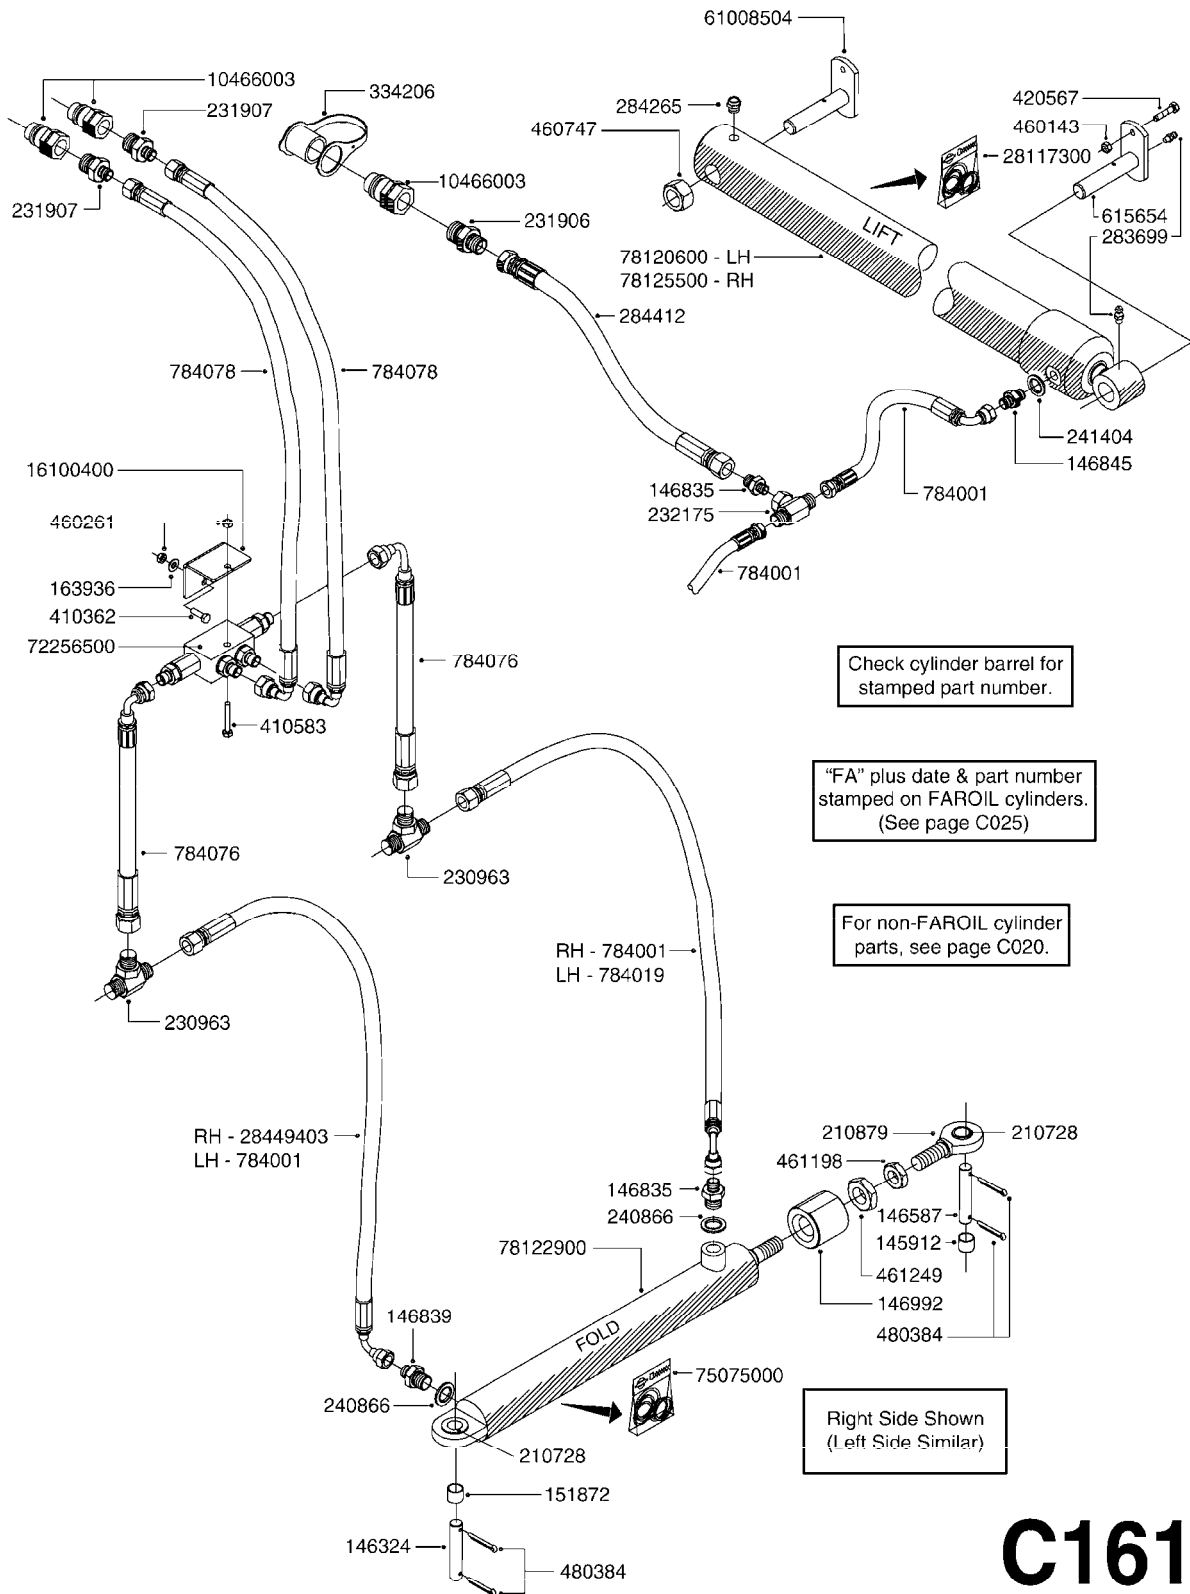 61008504
10466003
334206
231907
284265
420567
460747
460143
28117300
10466003
231907
231906
615654
LIFT
283699
78120600 - LH
78125500 - RH
284412
784078
784078
241404
146845
16100400
146835
784001
232175
460261
784001
163936
410362
72256500
784076
Check cylinder barrel for
stamped part number.
410583
"FA" plus date & part number
stamped on FAROIL cylinders.
(See page C025)
784076
230963
For non-FAROIL cylinder
parts, see page C020.
RH - 784001
LH - 784019
230963
RH - 28449403
LH - 784001
210879
210728
461198
146835
240866
146587
145912
78122900
461249
146992
146839
480384
FOLD
75075000
240866
Right Side Shown
(Left Side Similar)
210728
151872
146324
480384
C161